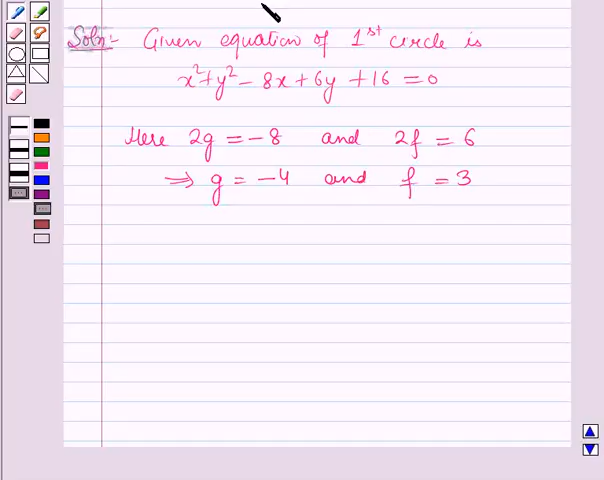 Soln:- Given equation of 1st circle is
x² + y² - 8x + 6y + 16 = 0
Here 2g = -8 and 2f = 6
⇒ g = -4 and f = 3